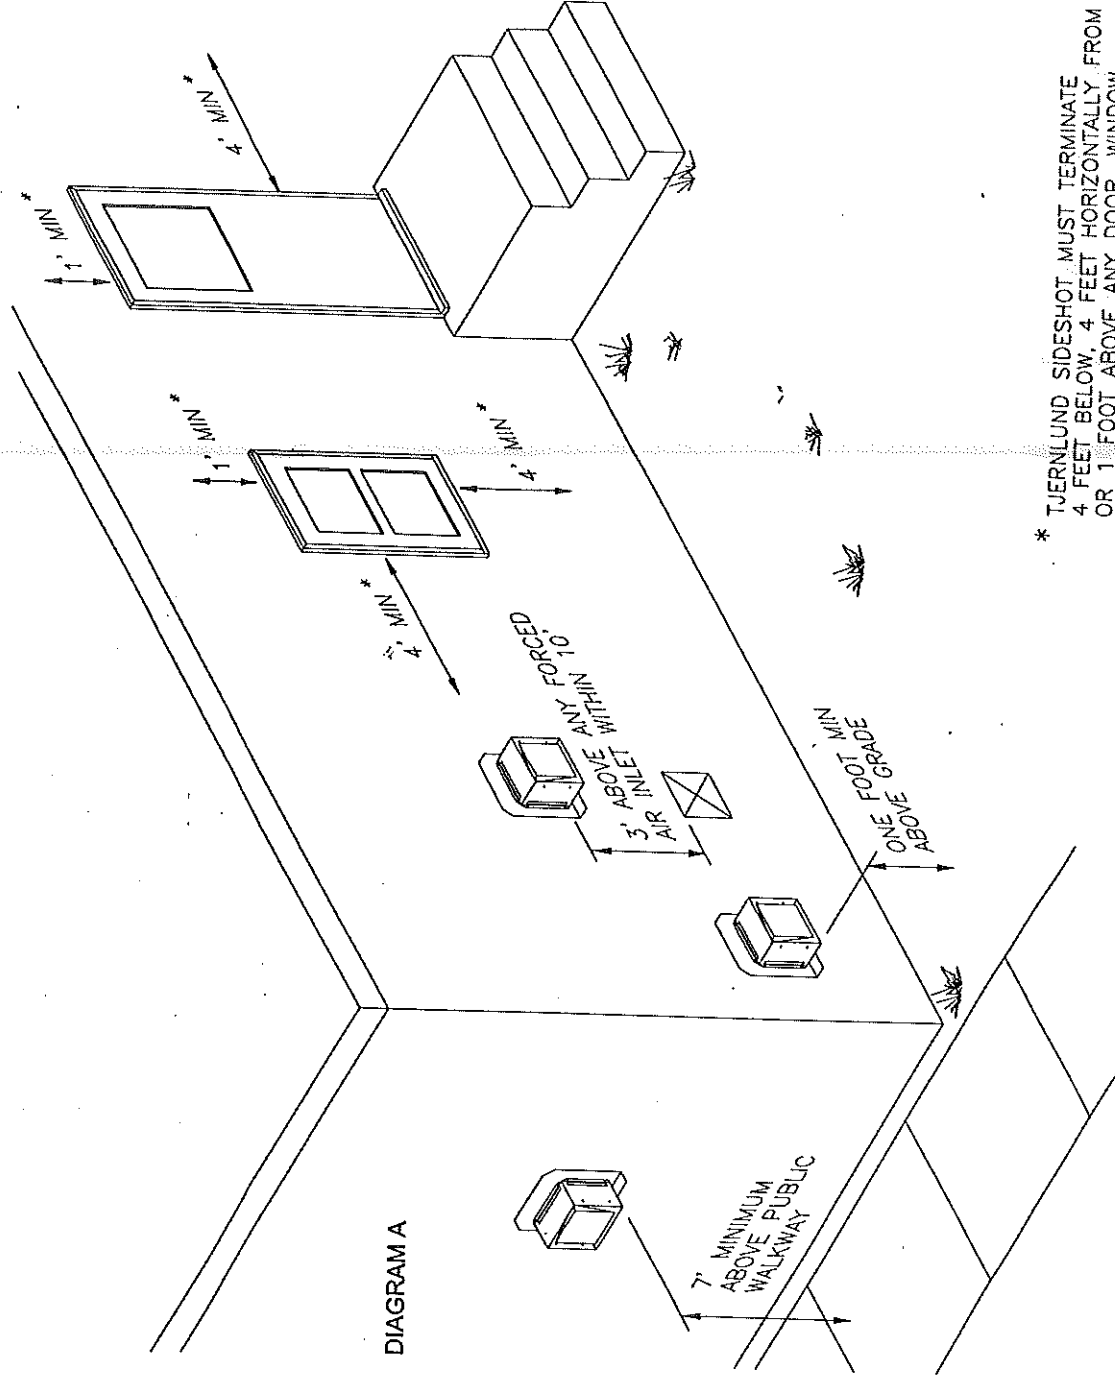 DIAGRAM A
7' MINIMUM
ABOVE PUBLIC
WALKWAY
3' ABOVE ANY FORCED
AIR INLET WITHIN 10'
ONE FOOT MIN
ABOVE GRADE
4' MIN*
1' MIN*
4' MIN*
1' MIN*
4' MIN*
* TJERNLUND SIDESHOT MUST TERMINATE
4 FEET BELOW, 4 FEET HORIZONTALLY FROM
OR 1 FOOT ABOVE ANY DOOR, WINDOW